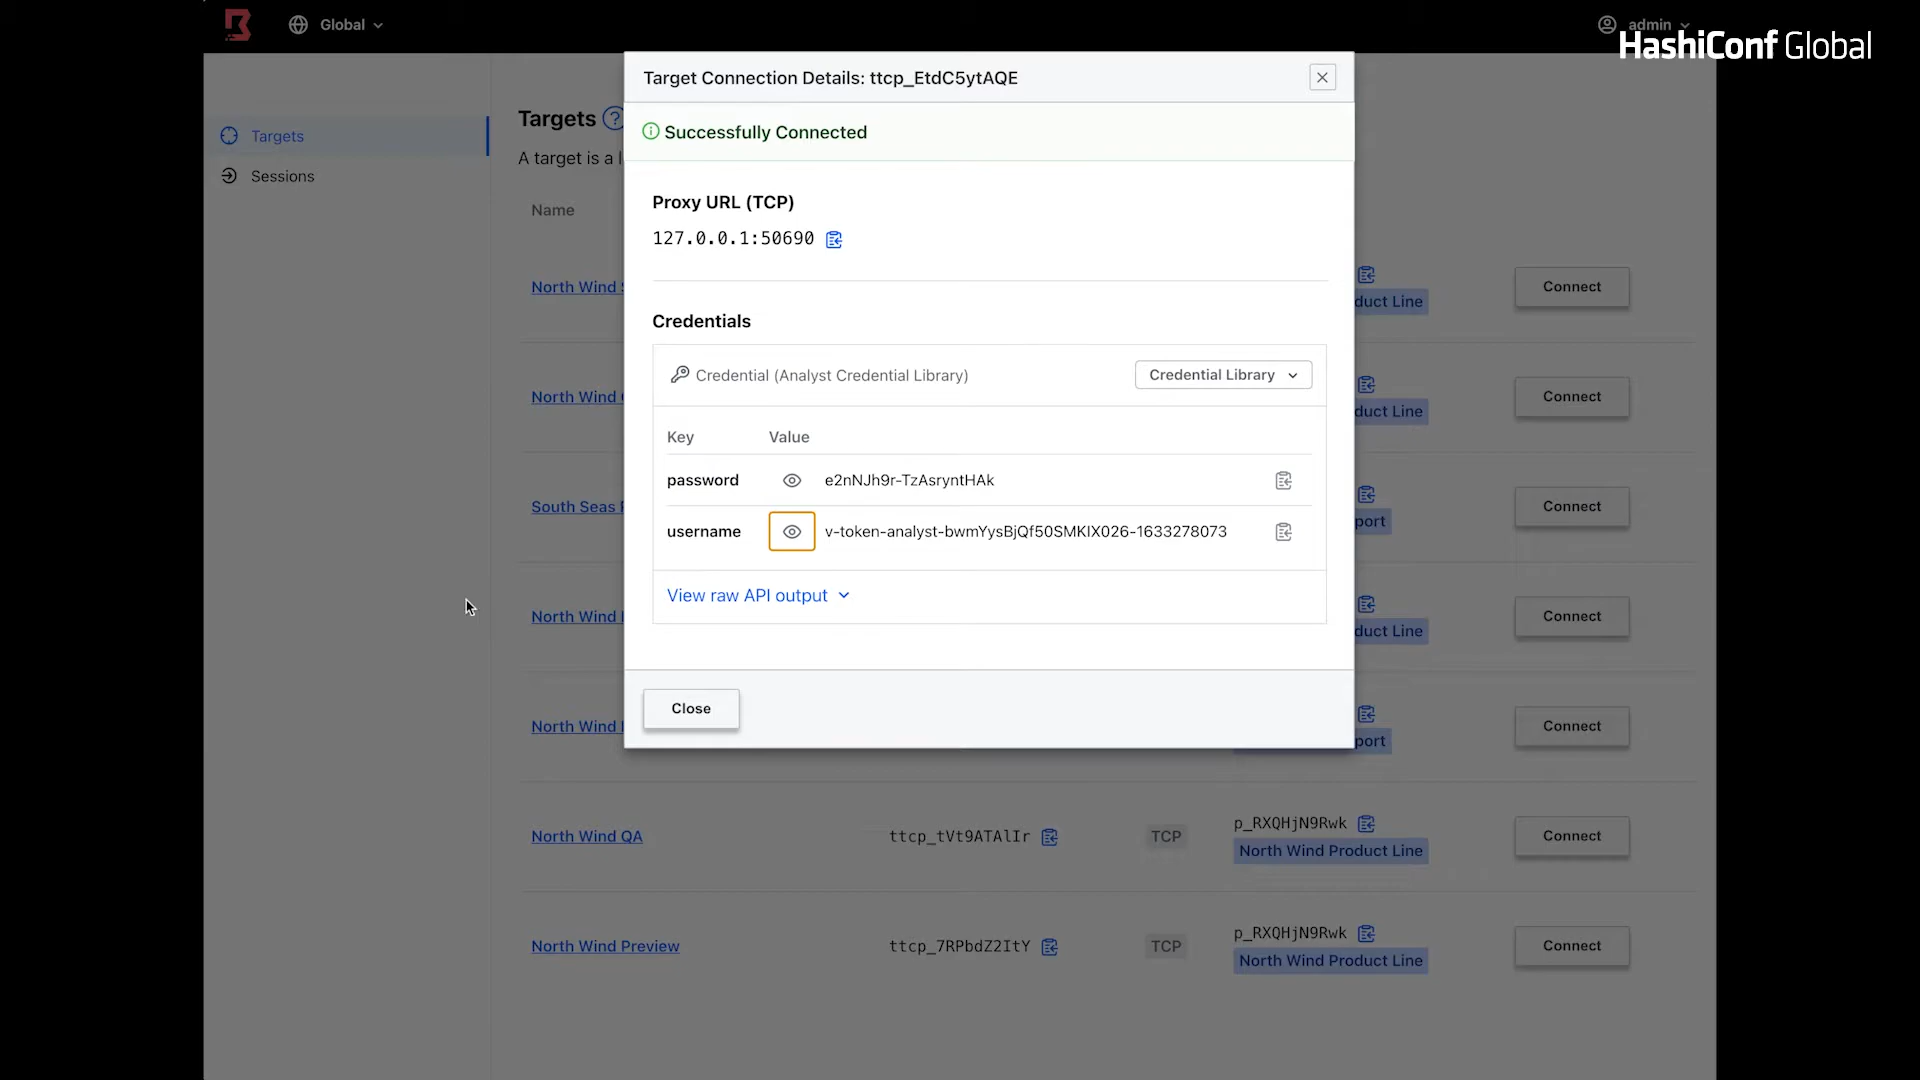 Global
admin
HashiConf Global
Targets
Sessions
Targets
A target is a l
Name
North Wind
duct Line
Connect
North Wind
duct Line
Connect
South Seas
port
Connect
North Wind
duct Line
Connect
North Wind
port
Connect
North Wind QA
ttcp_tVt9ATAlIr
TCP
p_RXQHjN9Rwk
North Wind Product Line
Connect
North Wind Preview
ttcp_7RPbdZ2ItY
TCP
p_RXQHjN9Rwk
North Wind Product Line
Connect
Target Connection Details: ttcp_EtdC5ytAQE
Successfully Connected
Proxy URL (TCP)
127.0.0.1:50690
Credentials
Credential (Analyst Credential Library)
Credential Library
Key Value
password e2nNJh9r-TzAsryntHAk
username v-token-analyst-bwmYysBjQf50SMKIX026-1633278073
View raw API output
Close